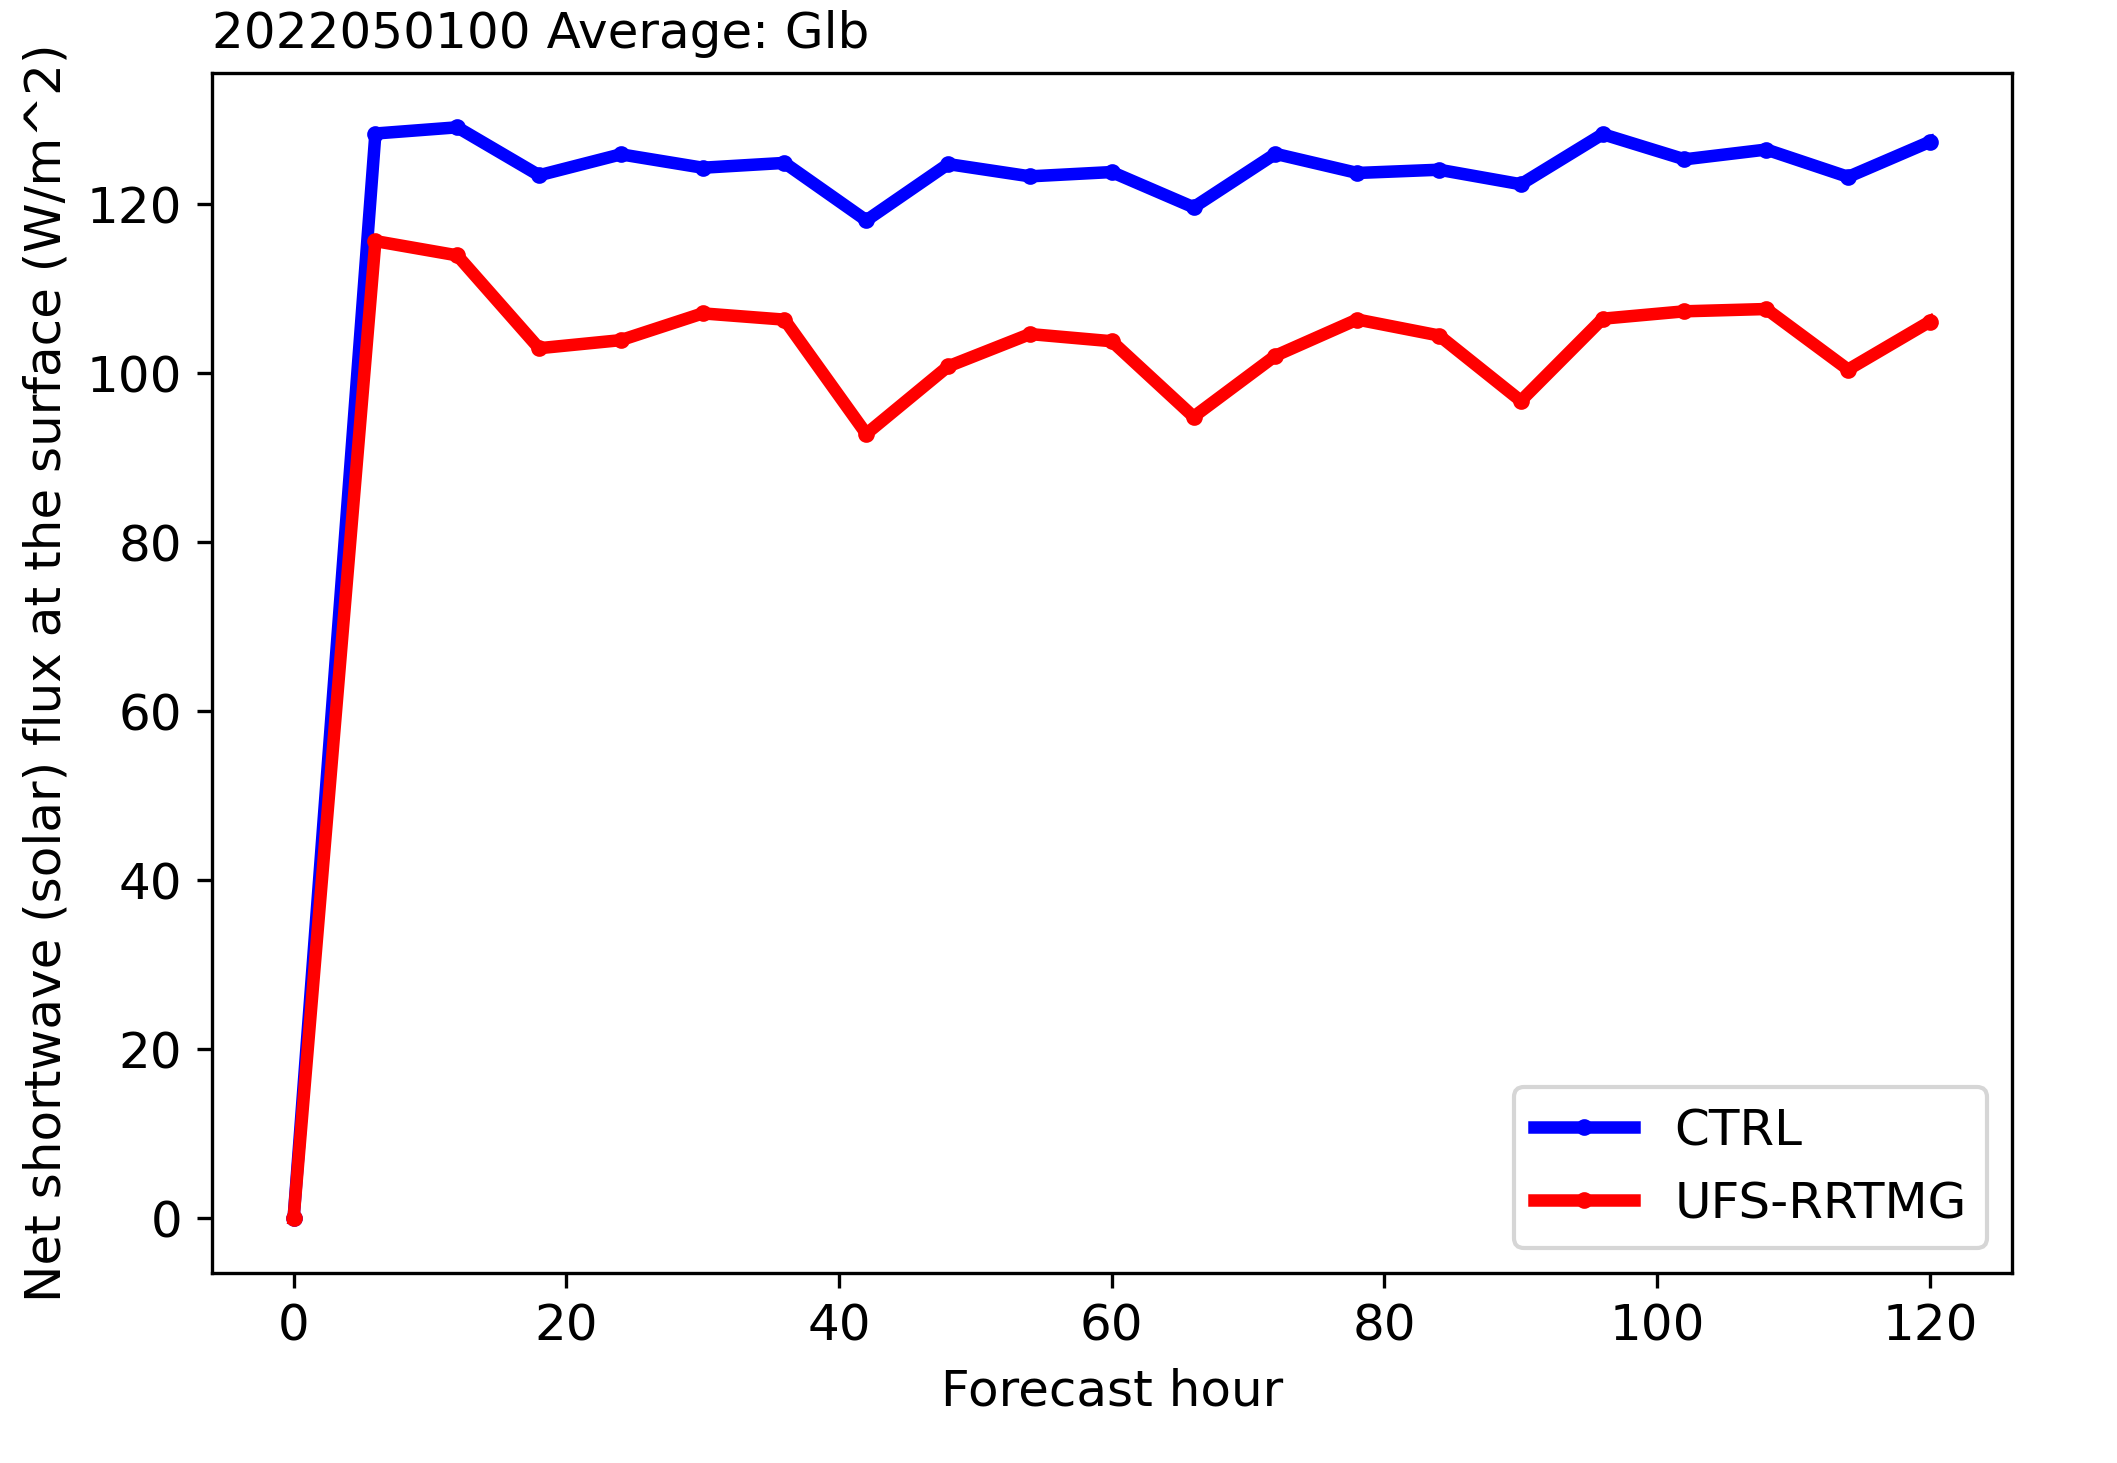 2022050100 Average: Glb
Net shortwave (solar) flux at the surface (W/m^2)
120
100
80
60
40
20
0
0 20 40 60 80 100 120
Forecast hour
CTRL
UFS-RRTMG